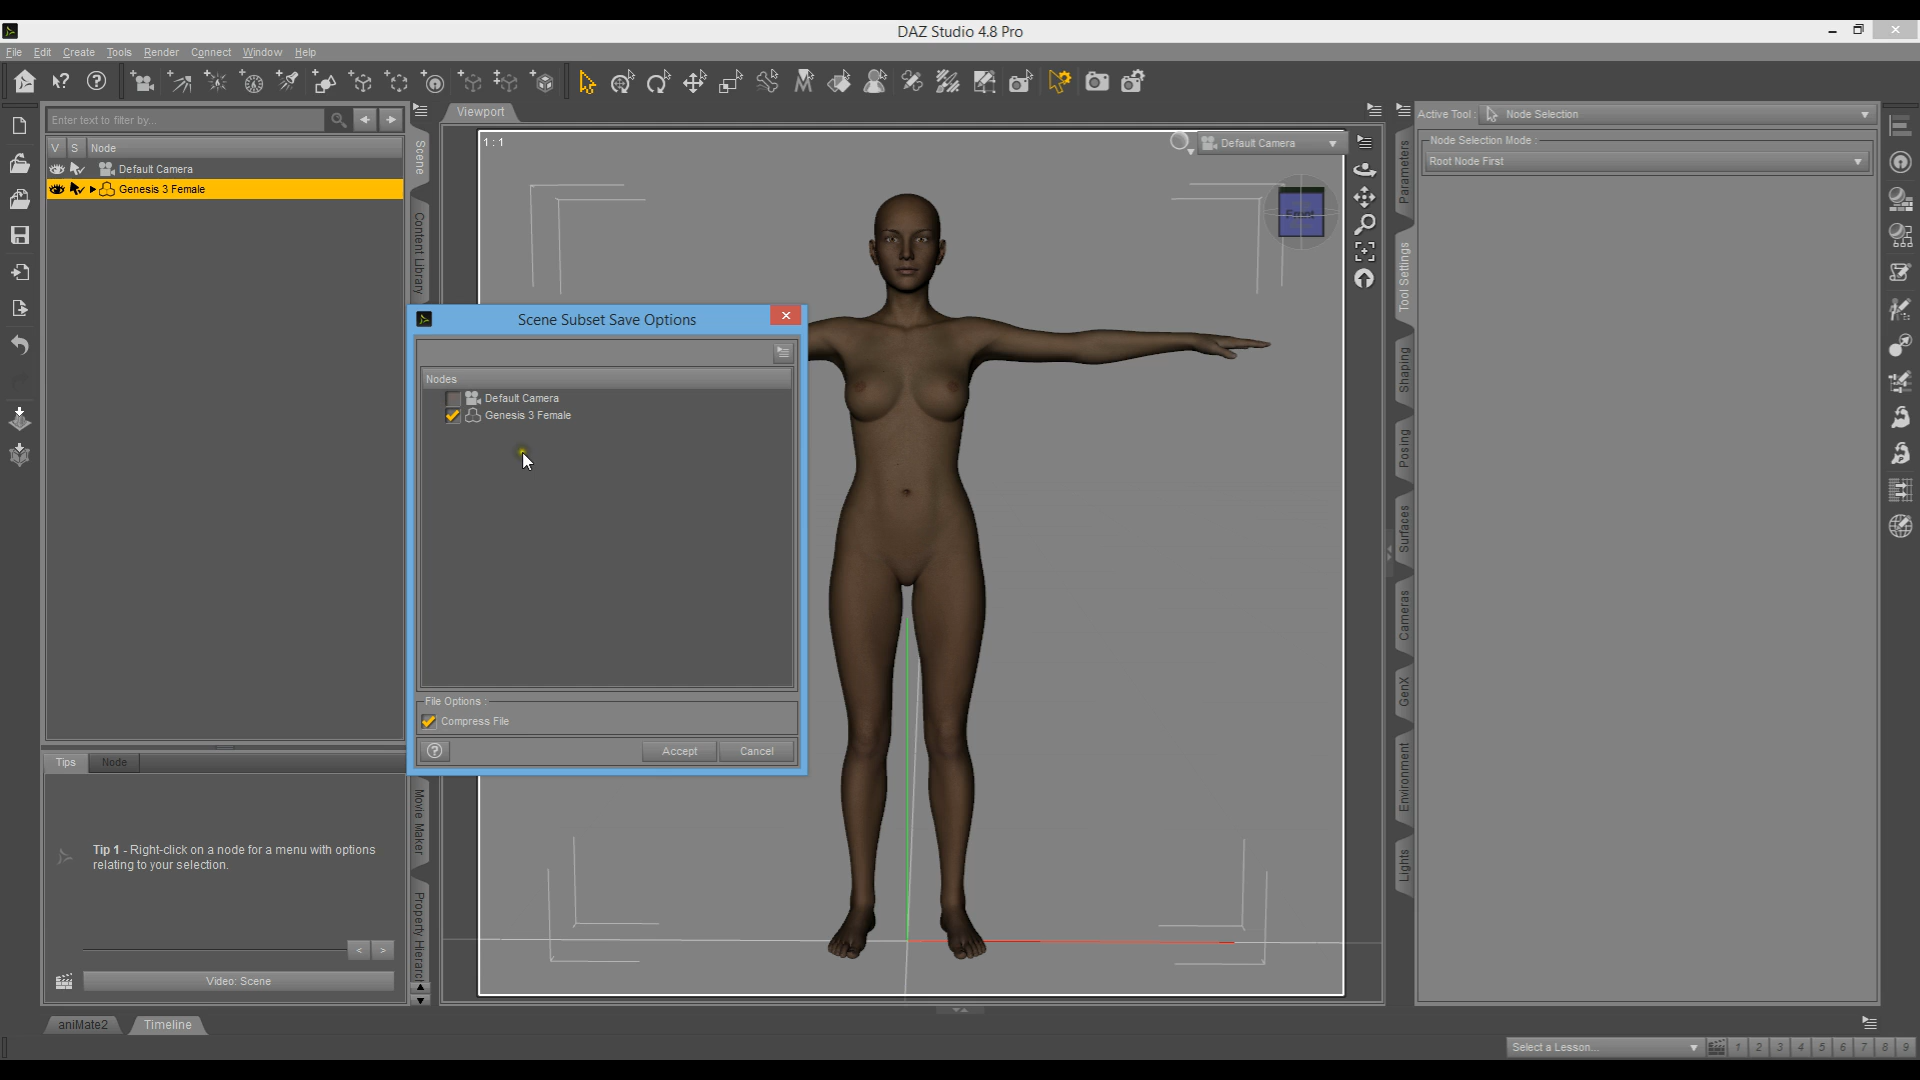 DAZ Studio 4.8 Pro
File Edit Create Tools Render Connect Window Help
Enter text to filter by...
V S Node
Default Camera
Genesis 3 Female
Scene
Content Library
Movie Maker
Property Hierarc
Viewport
1 : 1
Default Camera
Front
Scene Subset Save Options
Nodes
Default Camera
Genesis 3 Female
File Options :
Compress File
Accept Cancel
Tips Node
Tip 1 - Right-click on a node for a menu with options
relating to your selection.
< >
Video: Scene
aniMate2 Timeline
Parameters
Tool Settings
Shaping
Posing
Surfaces
Cameras
GenX
Environment
Lights
Active Tool : Node Selection
Node Selection Mode :
Root Node First
Select a Lesson... 1 2 3 4 5 6 7 8 9